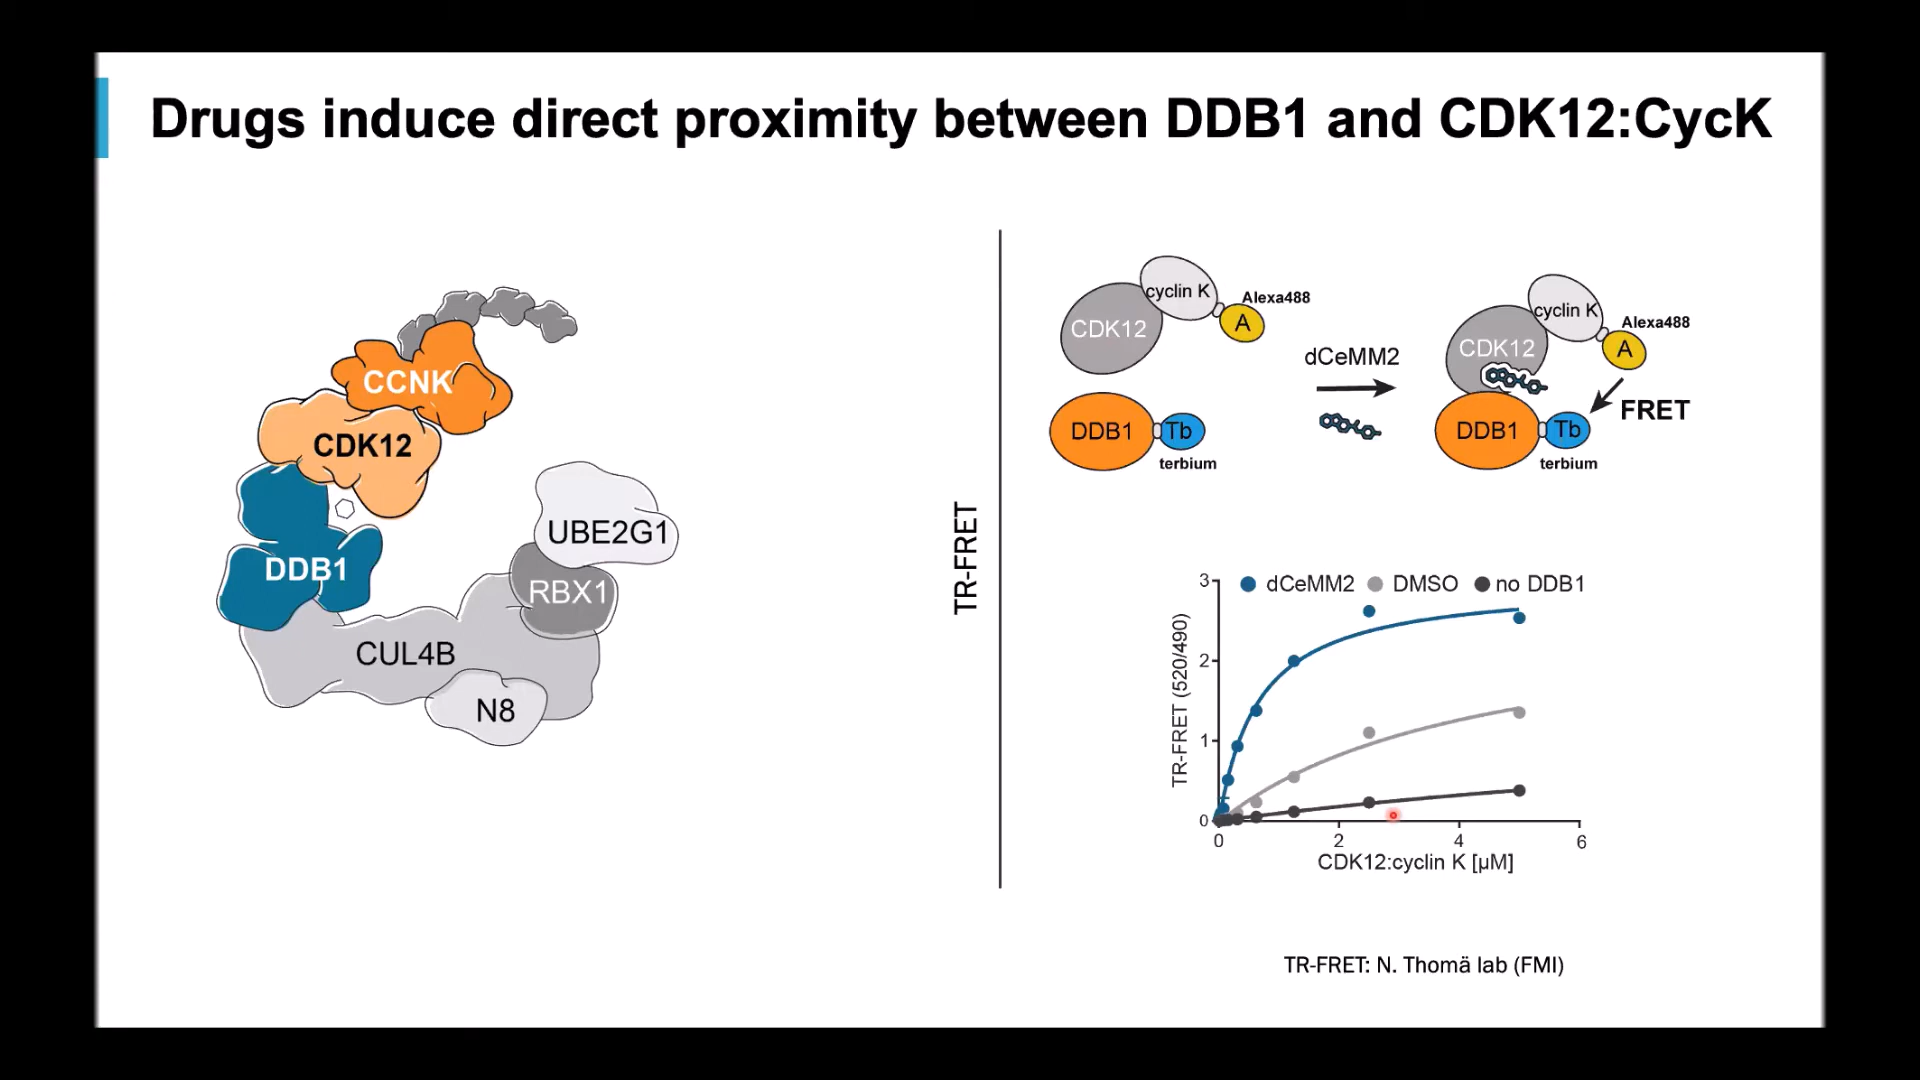 Drugs induce direct proximity between DDB1 and CDK12:CycK
CCNK
CDK12
DDB1
UBE2G1
RBX1
CUL4B
N8
TR-FRET
cyclin K
Alexa488
A
CDK12
DDB1
Tb
terbium
dCeMM2
cyclin K
Alexa488
A
CDK12
FRET
DDB1
Tb
terbium
dCeMM2 DMSO no DDB1
TR-FRET (520/490)
3
2
1
0
0 2 4 6
CDK12:cyclin K [µM]
TR-FRET: N. Thomä lab (FMI)